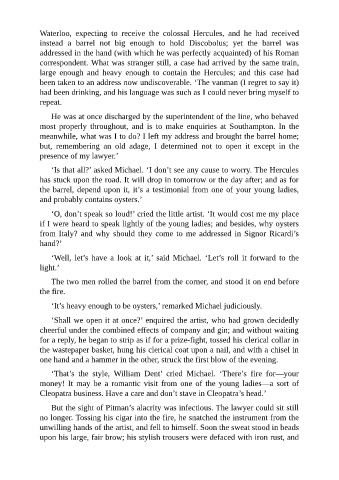 Waterloo, expecting to receive the colossal Hercules, and he had received
instead a barrel not big enough to hold Discobolus; yet the barrel was
addressed in the hand (with which he was perfectly acquainted) of his Roman
correspondent. What was stranger still, a case had arrived by the same train,
large enough and heavy enough to contain the Hercules; and this case had
been taken to an address now undiscoverable. ‘The vanman (I regret to say it)
had been drinking, and his language was such as I could never bring myself to
repeat.
He was at once discharged by the superintendent of the line, who behaved
most properly throughout, and is to make enquiries at Southampton. In the
meanwhile, what was I to do? I left my address and brought the barrel home;
but, remembering an old adage, I determined not to open it except in the
presence of my lawyer.’
‘Is that all?’ asked Michael. ‘I don’t see any cause to worry. The Hercules
has stuck upon the road. It will drop in tomorrow or the day after; and as for
the barrel, depend upon it, it’s a testimonial from one of your young ladies,
and probably contains oysters.’
‘O, don’t speak so loud!’ cried the little artist. ‘It would cost me my place
if I were heard to speak lightly of the young ladies; and besides, why oysters
from Italy? and why should they come to me addressed in Signor Ricardi’s
hand?’
‘Well, let’s have a look at it,’ said Michael. ‘Let’s roll it forward to the
light.’
The two men rolled the barrel from the corner, and stood it on end before
the fire.
‘It’s heavy enough to be oysters,’ remarked Michael judiciously.
‘Shall we open it at once?’ enquired the artist, who had grown decidedly
cheerful under the combined effects of company and gin; and without waiting
for a reply, he began to strip as if for a prize-fight, tossed his clerical collar in
the wastepaper basket, hung his clerical coat upon a nail, and with a chisel in
one hand and a hammer in the other, struck the first blow of the evening.
‘That’s the style, William Dent’ cried Michael. ‘There’s fire for—your
money! It may be a romantic visit from one of the young ladies—a sort of
Cleopatra business. Have a care and don’t stave in Cleopatra’s head.’
But the sight of Pitman’s alacrity was infectious. The lawyer could sit still
no longer. Tossing his cigar into the fire, he snatched the instrument from the
unwilling hands of the artist, and fell to himself. Soon the sweat stood in beads
upon his large, fair brow; his stylish trousers were defaced with iron rust, and